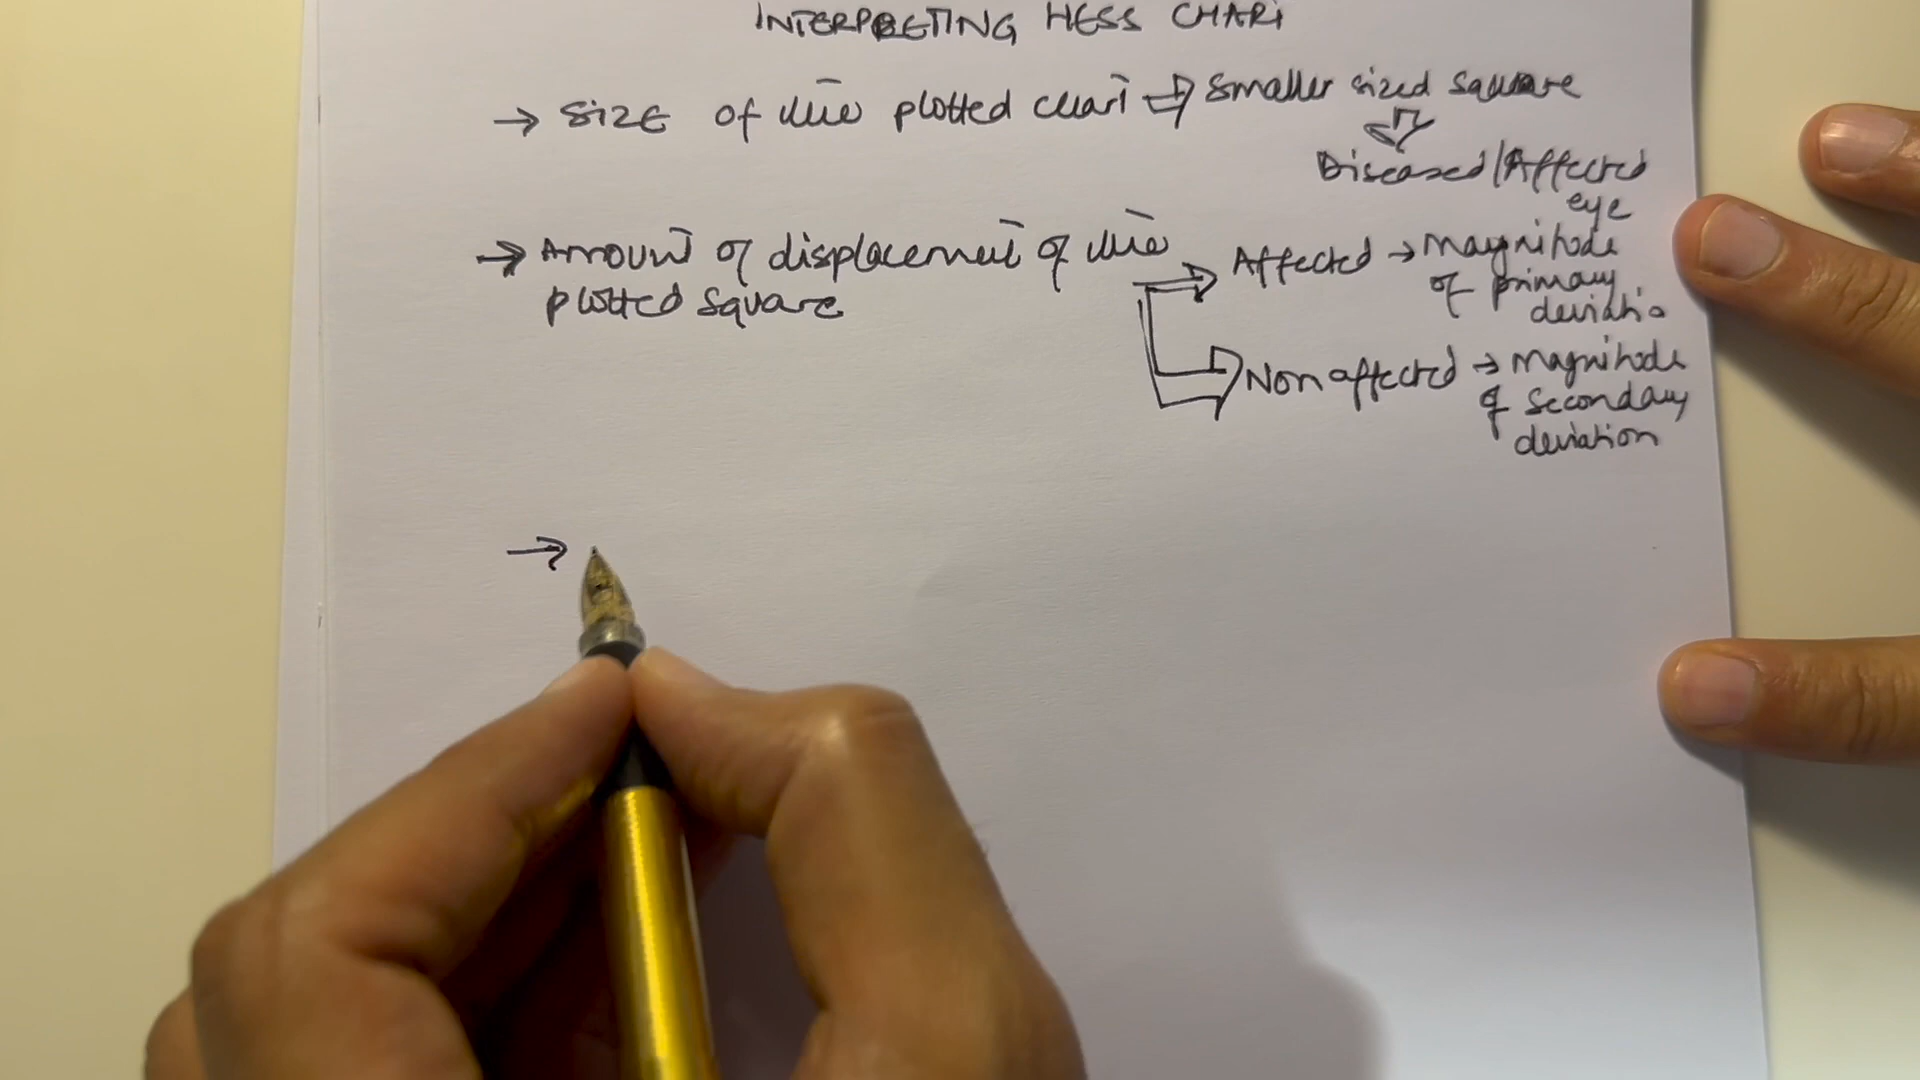 INTERPRETING HESS CHART
→ SIZE of the plotted chart ⇒ Smaller sized square
Diseased/Affected
eye
→ Amount of displacement of the
plotted square
Affected → Magnitude
of primary
deviatio
Non affected → Magnitude
of Secondary
deviation
→